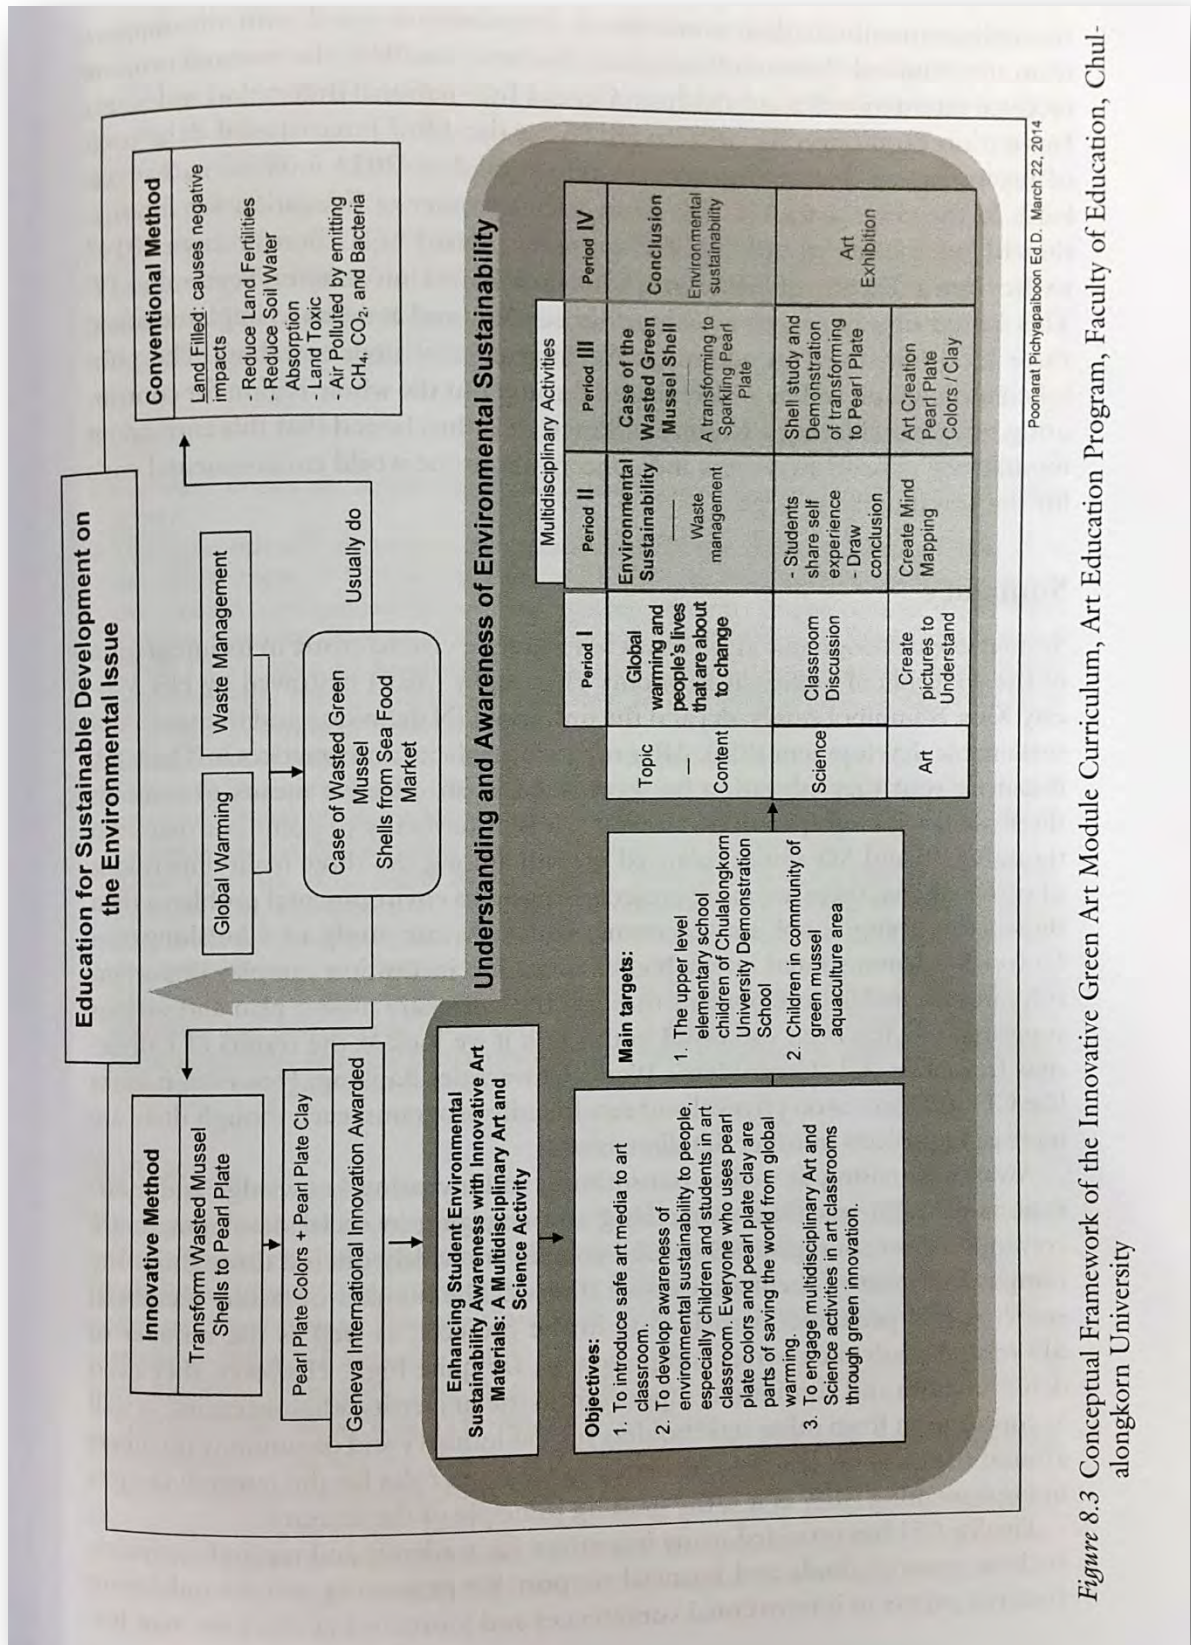 Education for Sustainable Development on
the Environmental Issue
Innovative Method
Transform Wasted Mussel
Shells to Pearl Plate
Pearl Plate Colors + Pearl Plate Clay
Geneva International Innovation Awarded
Global Warming
Waste Management
Case of Wasted Green
Mussel
Shells from Sea Food
Market
Usually do
Conventional Method
Land Filled: causes negative
impacts
- Reduce Land Fertilities
- Reduce Soil Water
Absorption
- Land Toxic
- Air Polluted by emitting
CH, CO2, and Bacteria
Understanding and Awareness of Environmental Sustainability
Enhancing Student Environmental
Sustainability Awareness with Innovative Art
Materials: A Multidisciplinary Art and
Science Activity
Objectives:
1. To introduce safe art media to art
classroom.
2. To develop awareness of
environmental sustainability to people,
especially children and students in art
classroom Everyone who uses pearl
plate colors and pearl plate clay are
parts of saving the world from global
warming.
3. To engage multidisciplinary Art and
Science activities in art classrooms
through green innovation
Main targets:
1. The upper level
elementary school
children of Chulalongkorn
University Demonstration
School
2. Children in community of
green mussel
aquaculture area
Multidisciplinary Activities
Period I
Period II
Period III
Period IV
Topic
—
Content
Global
warming and
people's lives
that are about
to change
Environmental
Sustainability
———
Waste
management
Case of the
Wasted Green
Mussel Shell
———
A transforming to
Sparkling Pearl
Plate
Conclusion
———
Environmental
sustainability
Science
Classroom
Discussion
- Students
share self
experience
- Draw
conclusion
Shell study and
Demonstration
of transforming
to Pearl Plate
Art
Exhibition
Art
Create
pictures to
Understand
Create Mind
Mapping
Art Creation
Pearl Plate
Colors / Clay
Poonarat Pichyapaiboon Ed.D. March 22, 2014
Figure 8.3 Conceptual Framework of the Innovative Green Art Module Curriculum, Art Education Program, Faculty of Education, Chul-
alongkorn University